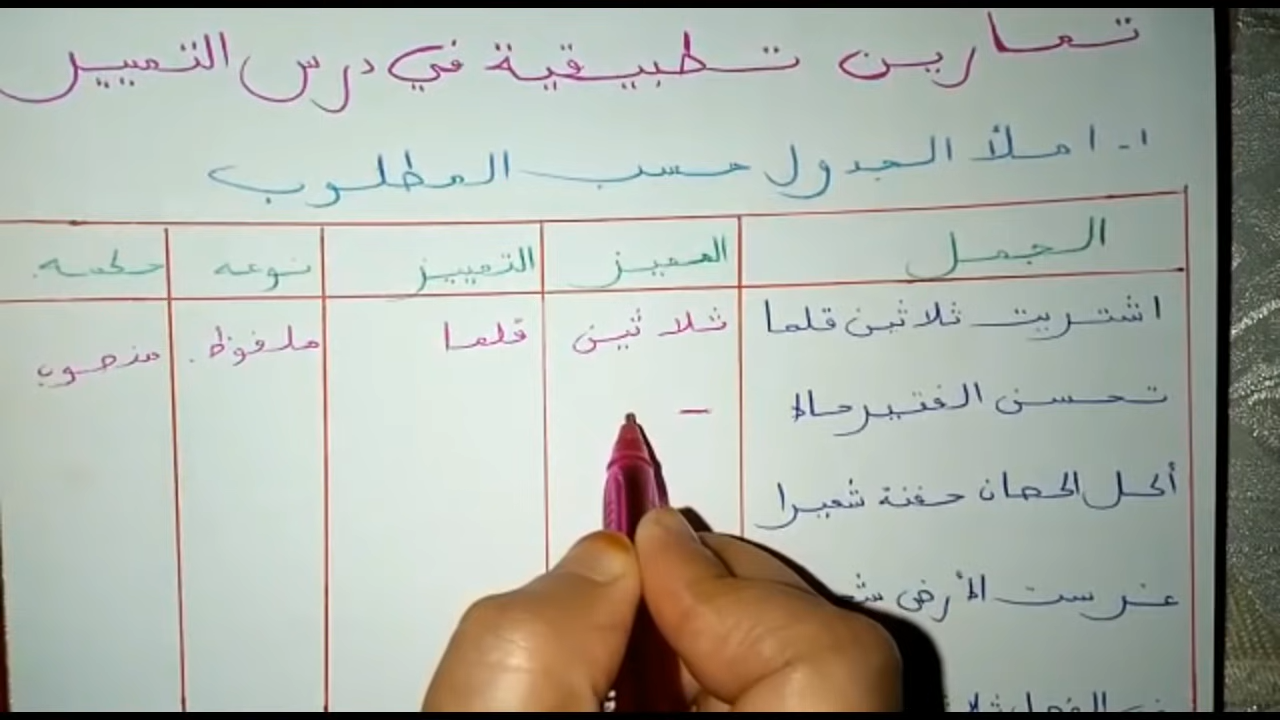 تمارين تطبيقية في درس التمييز
1- املأ الجدول حسب المطلوب
الجمل المميز التمييز نوعه حكمه
اشتريت ثلاثين قلما ثلاثين قلما ملفوظ. منصوب
تحسن الفقير حالا -
أكل الحصان حفنة شعيرا
غرست الأرض